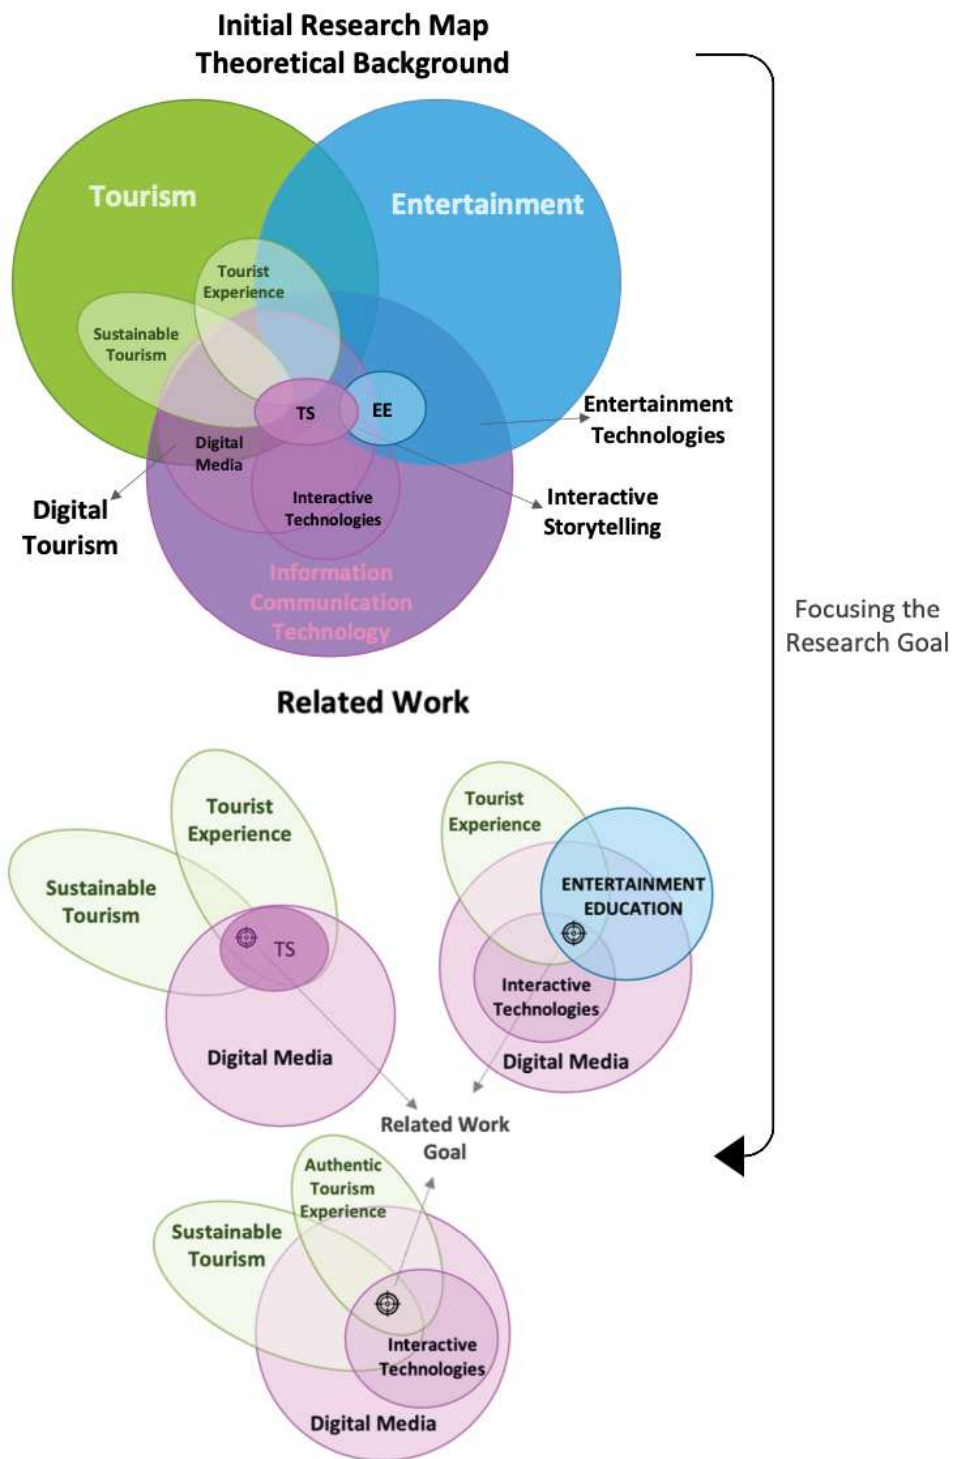 Initial Research Map
Theoretical Background
Tourism
Entertainment
Tourist
Experience
Sustainable
Tourism
TS
EE
Entertainment
Technologies
Digital
Media
Interactive
Technologies
Interactive
Storytelling
Digital
Tourism
Information
Communication
Technology
Focusing the
Research Goal
Related Work
Tourist
Experience
Sustainable
Tourism
TS
Digital Media
Tourist
Experience
ENTERTAINMENT
EDUCATION
Interactive
Technologies
Digital Media
Related Work
Goal
Authentic
Tourism
Experience
Sustainable
Tourism
Interactive
Technologies
Digital Media